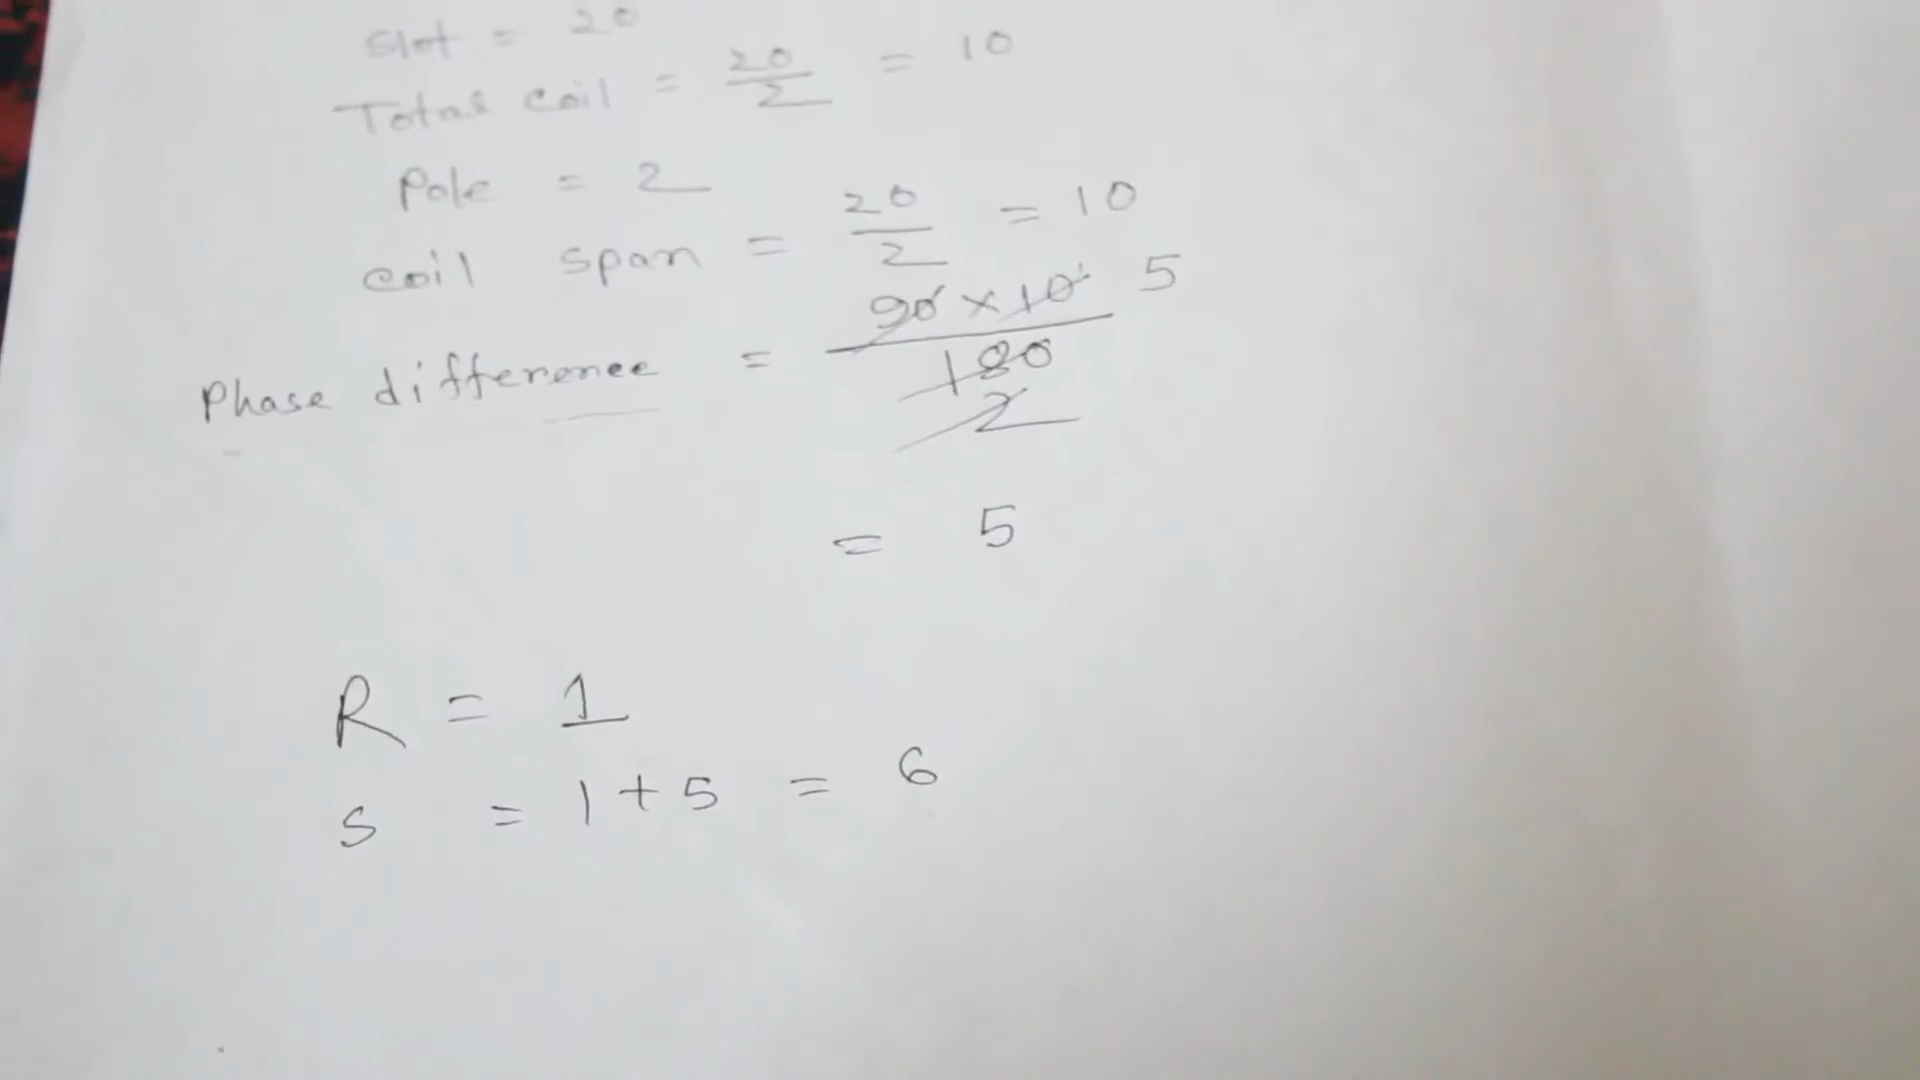 Slot = 20
Total coil = 20/2 = 10
Pole = 2
coil span = 20/2 = 10
Phase difference = 90 x 10 / 180 5
2
= 5
R = 1
S = 1 + 5 = 6